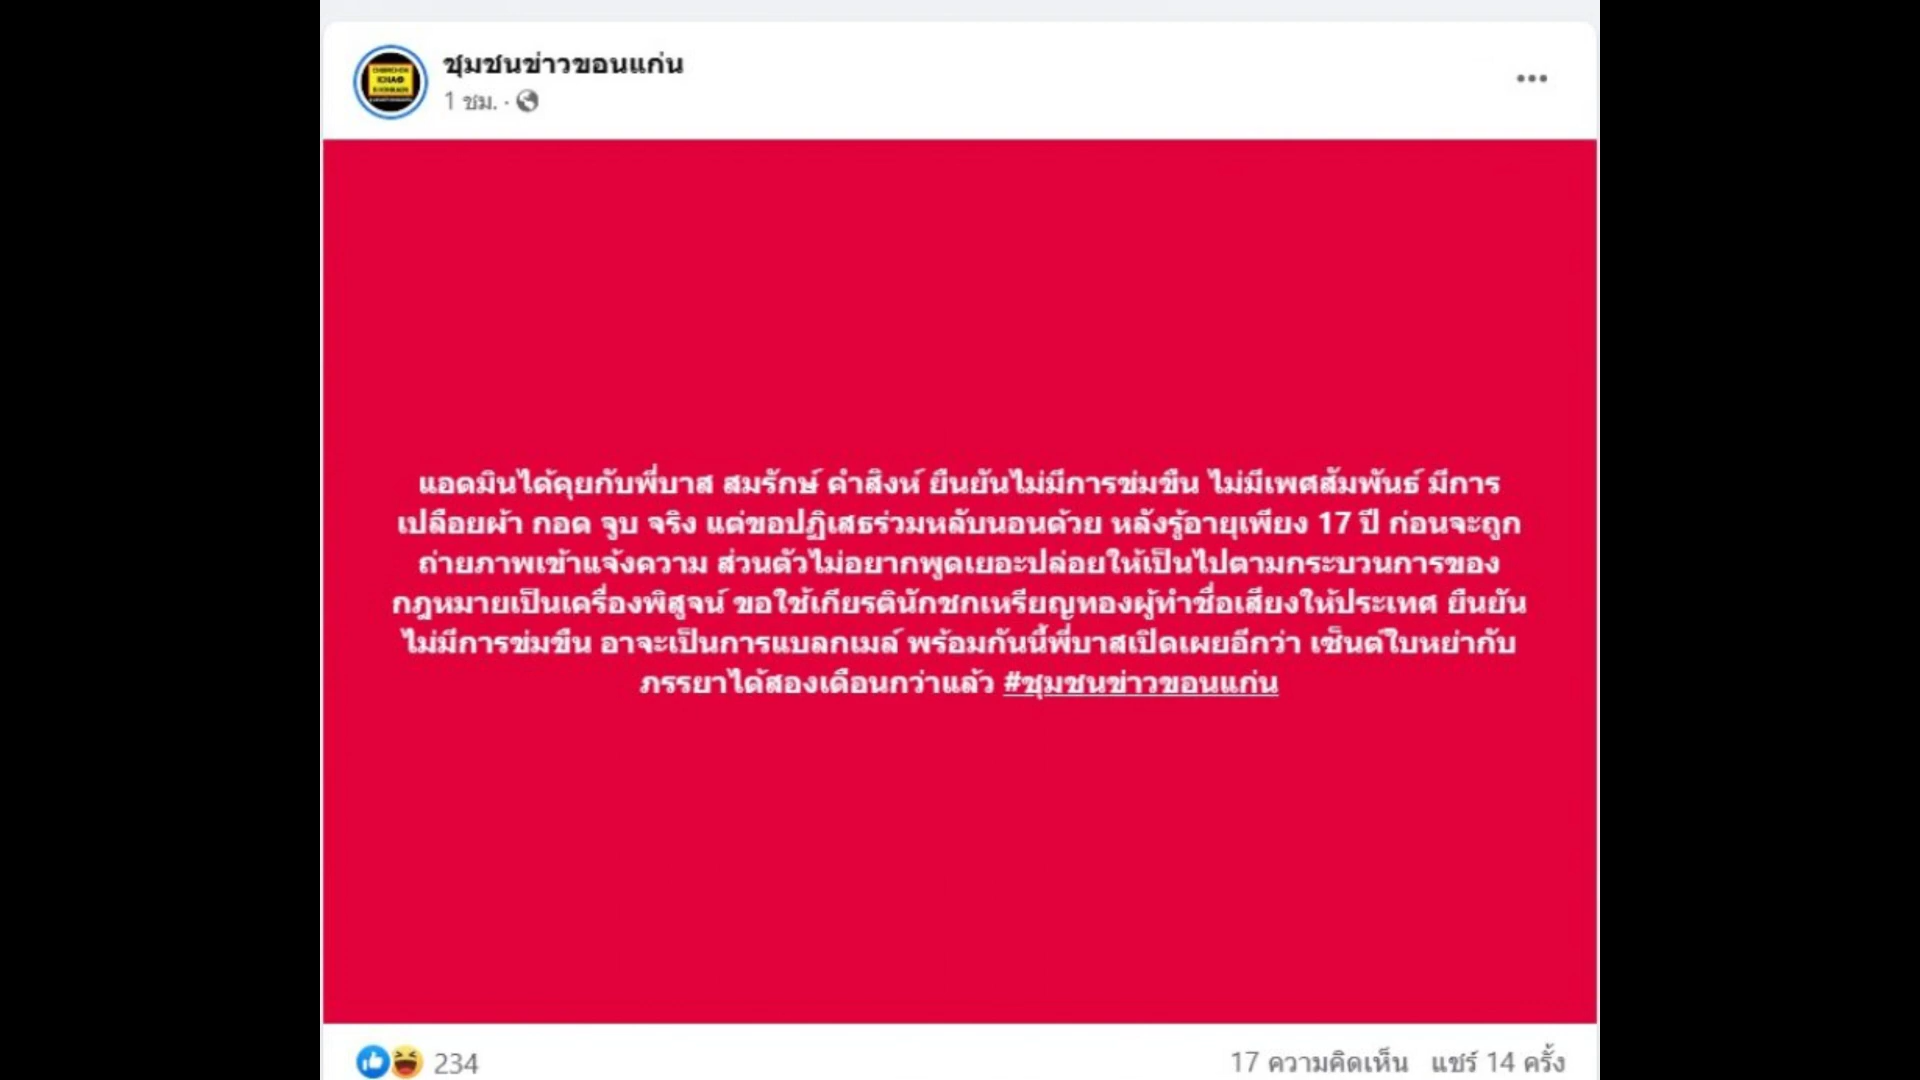 ชุมชนข่าวขอนแก่น
1 ชม. ·
แอดมินได้คุยกับพี่บาส สมรักษ์ คำสิงห์ ยืนยันไม่มีการข่มขืน ไม่มีเพศสัมพันธ์ มีการ
เปลือยผ้า กอด จูบ จริง แต่ขอปฏิเสธร่วมหลับนอนด้วย หลังรู้อายุเพียง 17 ปี ก่อนจะถูก
ถ่ายภาพเข้าแจ้งความ ส่วนตัวไม่อยากพูดเยอะปล่อยให้เป็นไปตามกระบวนการของ
กฎหมายเป็นเครื่องพิสูจน์ ขอใช้เกียรตินักชกเหรียญทองผู้ทำชื่อเสียงให้ประเทศ ยืนยัน
ไม่มีการข่มขืน อาจะเป็นการแบลกเมล์ พร้อมกันนี้พี่บาสเปิดเผยอีกว่า เซ็นต์ใบหย่ากับ
ภรรยาได้สองเดือนกว่าแล้ว #ชุมชนข่าวขอนแก่น
234
17 ความคิดเห็น แชร์ 14 ครั้ง